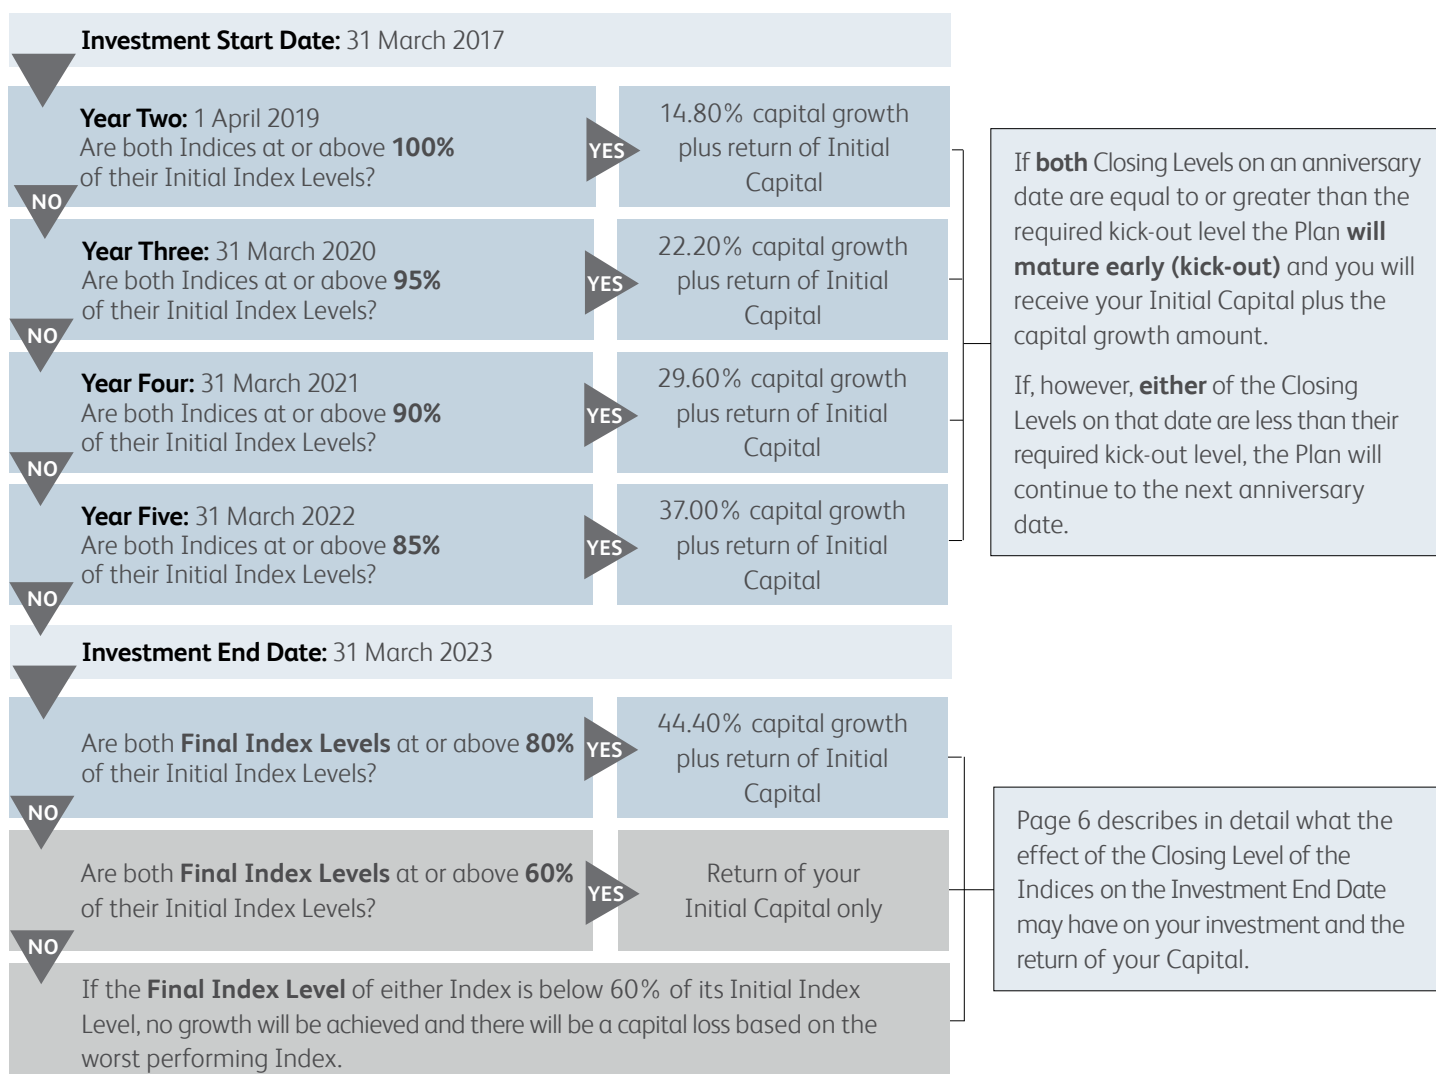 Investment Start Date: 31 March 2017
Year Two: 1 April 2019
Are both Indices at or above 100%
of their Initial Index Levels?
YES
14.80% capital growth
plus return of Initial
Capital
NO
Year Three: 31 March 2020
Are both Indices at or above 95%
of their Initial Index Levels?
YES
22.20% capital growth
plus return of Initial
Capital
NO
Year Four: 31 March 2021
Are both Indices at or above 90%
of their Initial Index Levels?
YES
29.60% capital growth
plus return of Initial
Capital
NO
Year Five: 31 March 2022
Are both Indices at or above 85%
of their Initial Index Levels?
YES
37.00% capital growth
plus return of Initial
Capital
NO
If both Closing Levels on an anniversary
date are equal to or greater than the
required kick-out level the Plan will
mature early (kick-out) and you will
receive your Initial Capital plus the
capital growth amount.
If, however, either of the Closing
Levels on that date are less than their
required kick-out level, the Plan will
continue to the next anniversary
date.
Investment End Date: 31 March 2023
Are both Final Index Levels at or above 80%
of their Initial Index Levels?
YES
44.40% capital growth
plus return of Initial
Capital
NO
Are both Final Index Levels at or above 60%
of their Initial Index Levels?
YES
Return of your
Initial Capital only
NO
If the Final Index Level of either Index is below 60% of its Initial Index
Level, no growth will be achieved and there will be a capital loss based on the
worst performing Index.
Page 6 describes in detail what the
effect of the Closing Level of the
Indices on the Investment End Date
may have on your investment and the
return of your Capital.